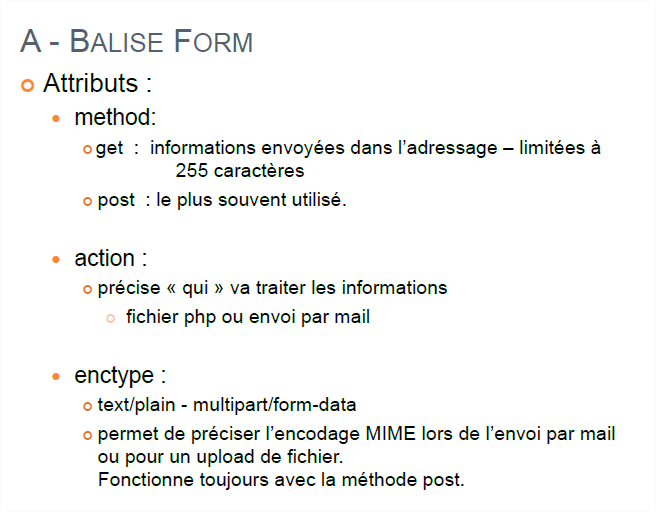 A - BALISE FORM
Attributs :
method:
get : informations envoyées dans l’adressage – limitées à
255 caractères
post : le plus souvent utilisé.
action :
précise « qui » va traiter les informations
fichier php ou envoi par mail
enctype :
text/plain - multipart/form-data
permet de préciser l’encodage MIME lors de l’envoi par mail
ou pour un upload de fichier.
Fonctionne toujours avec la méthode post.